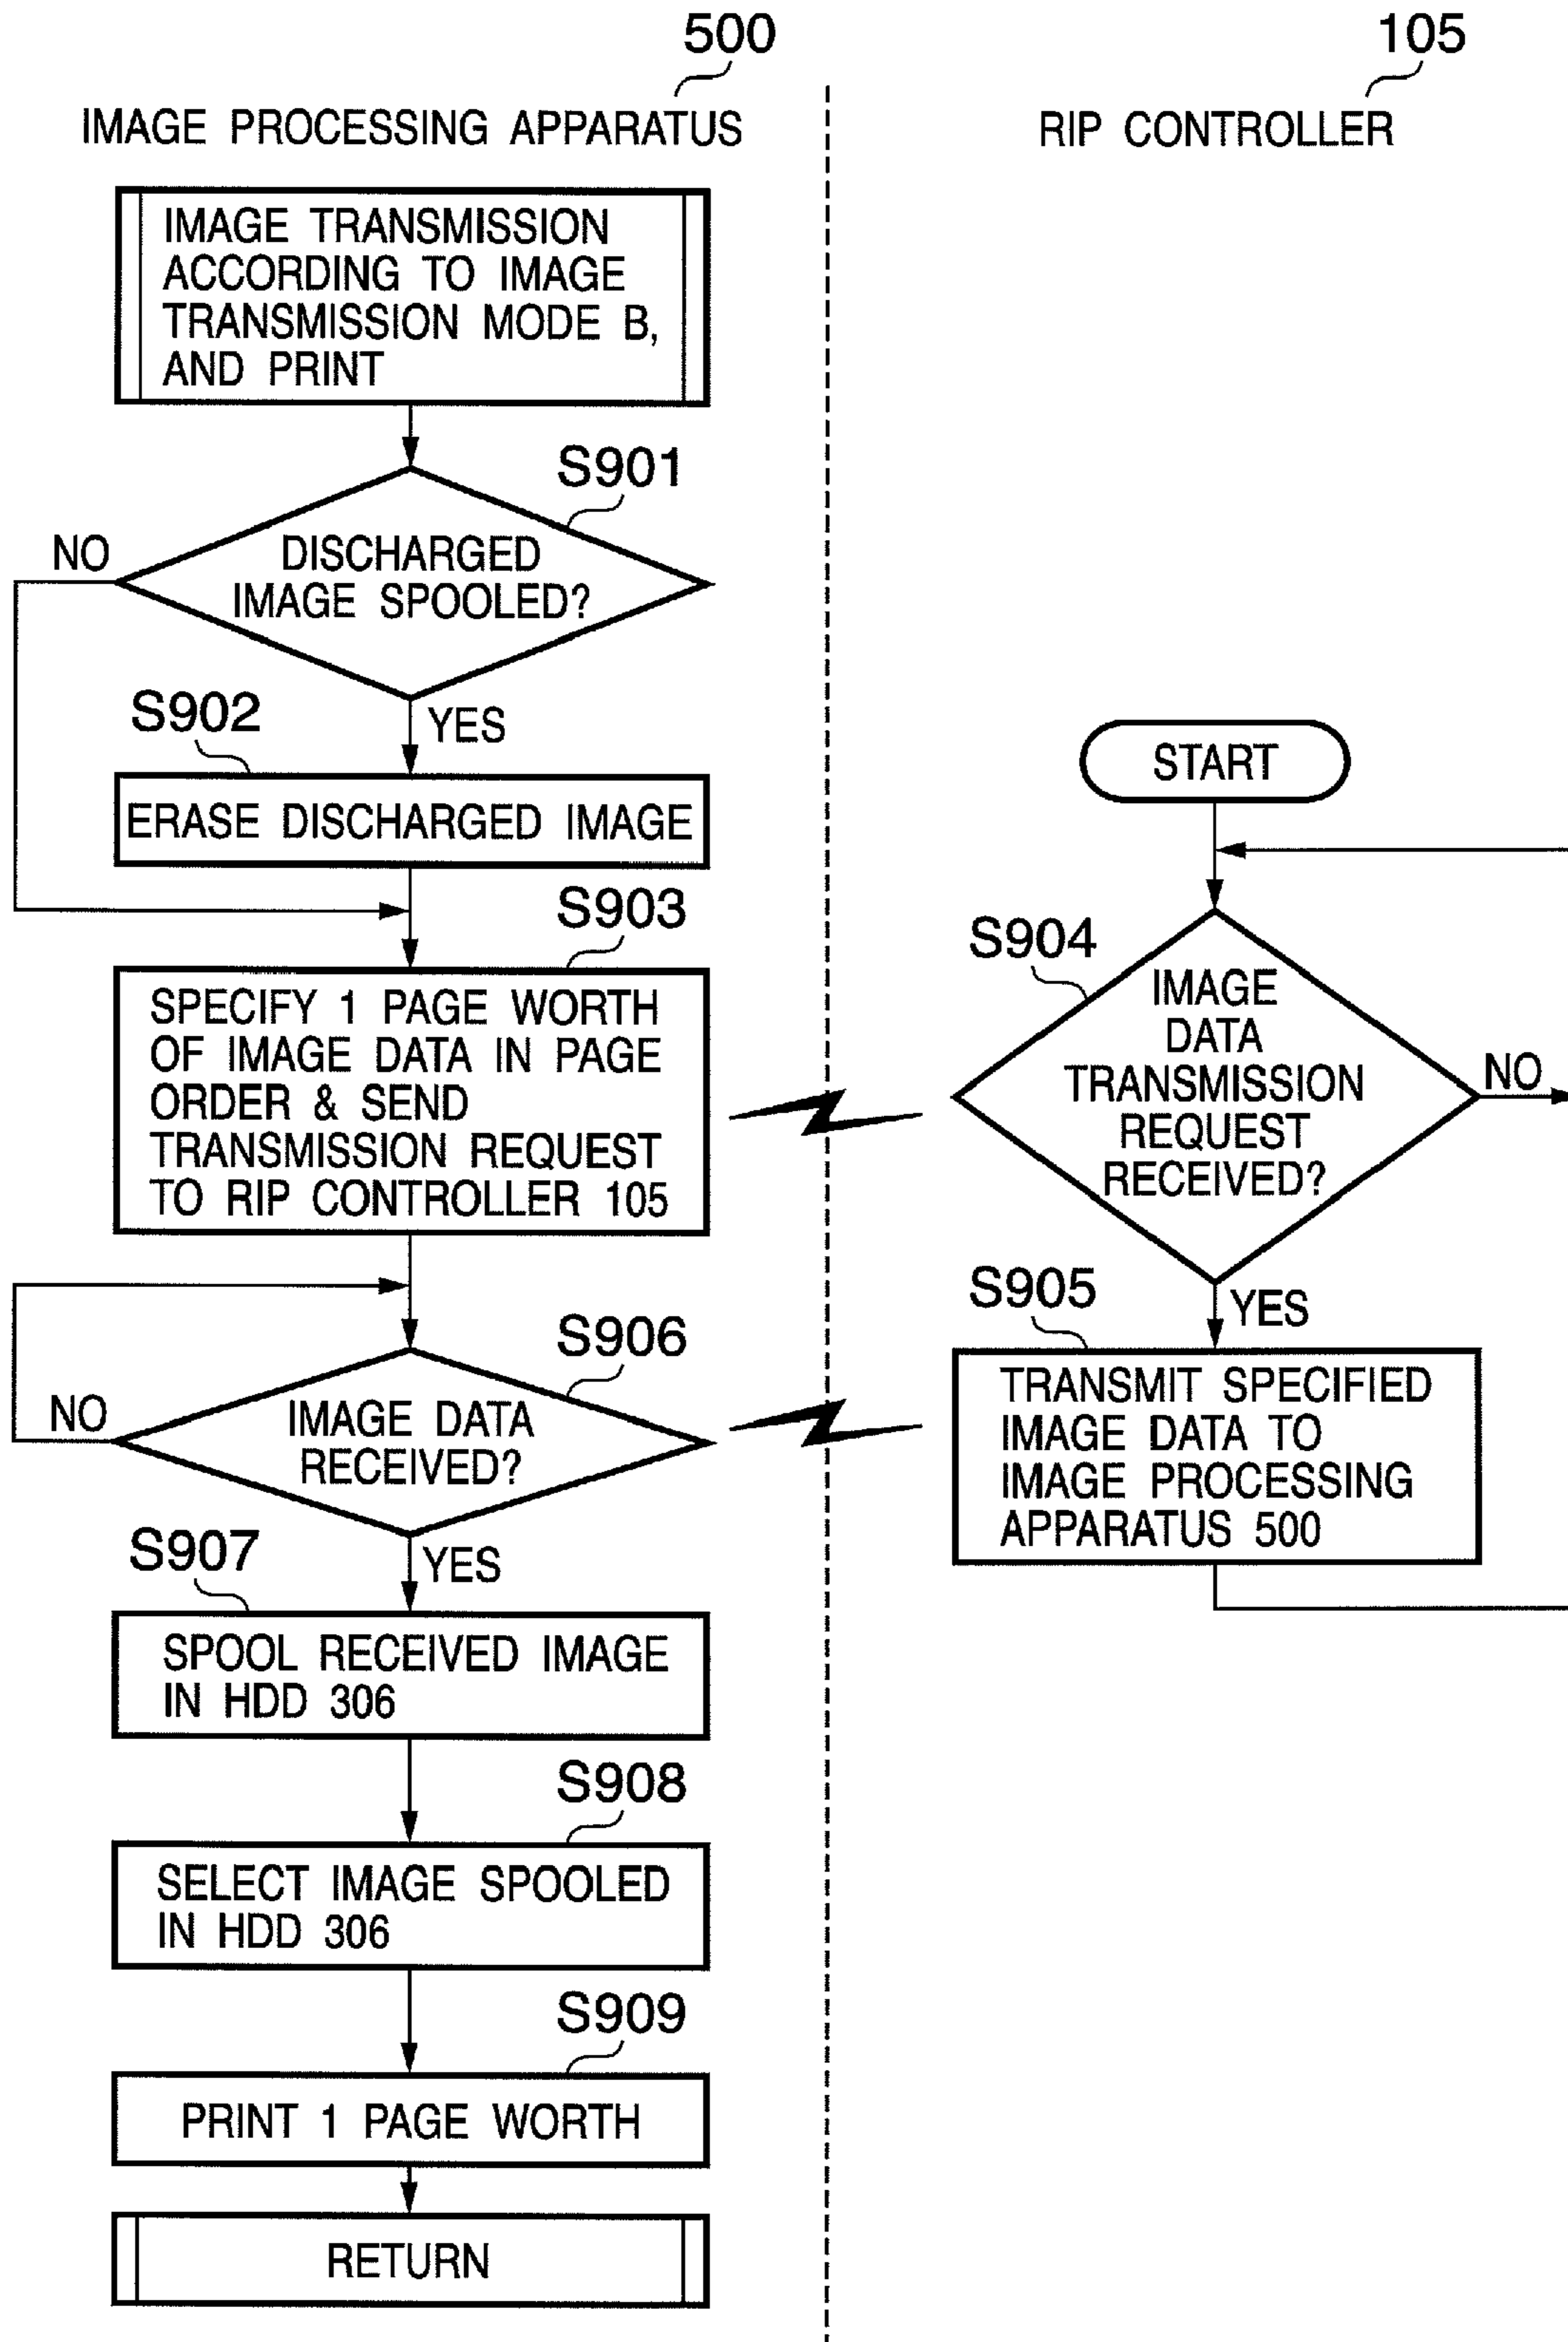 500
IMAGE PROCESSING APPARATUS
IMAGE TRANSMISSION
ACCORDING TO IMAGE
TRANSMISSION MODE B,
AND PRINT
S901
DISCHARGED
IMAGE SPOOLED?
NO
YES
S902
ERASE DISCHARGED IMAGE
S903
SPECIFY 1 PAGE WORTH
OF IMAGE DATA IN PAGE
ORDER & SEND
TRANSMISSION REQUEST
TO RIP CONTROLLER 105
S906
IMAGE DATA
RECEIVED?
NO
YES
S907
SPOOL RECEIVED IMAGE
IN HDD 306
S908
SELECT IMAGE SPOOLED
IN HDD 306
S909
PRINT 1 PAGE WORTH
RETURN
105
RIP CONTROLLER
START
S904
IMAGE
DATA
TRANSMISSION
REQUEST
RECEIVED?
NO
YES
S905
TRANSMIT SPECIFIED
IMAGE DATA TO
IMAGE PROCESSING
APPARATUS 500